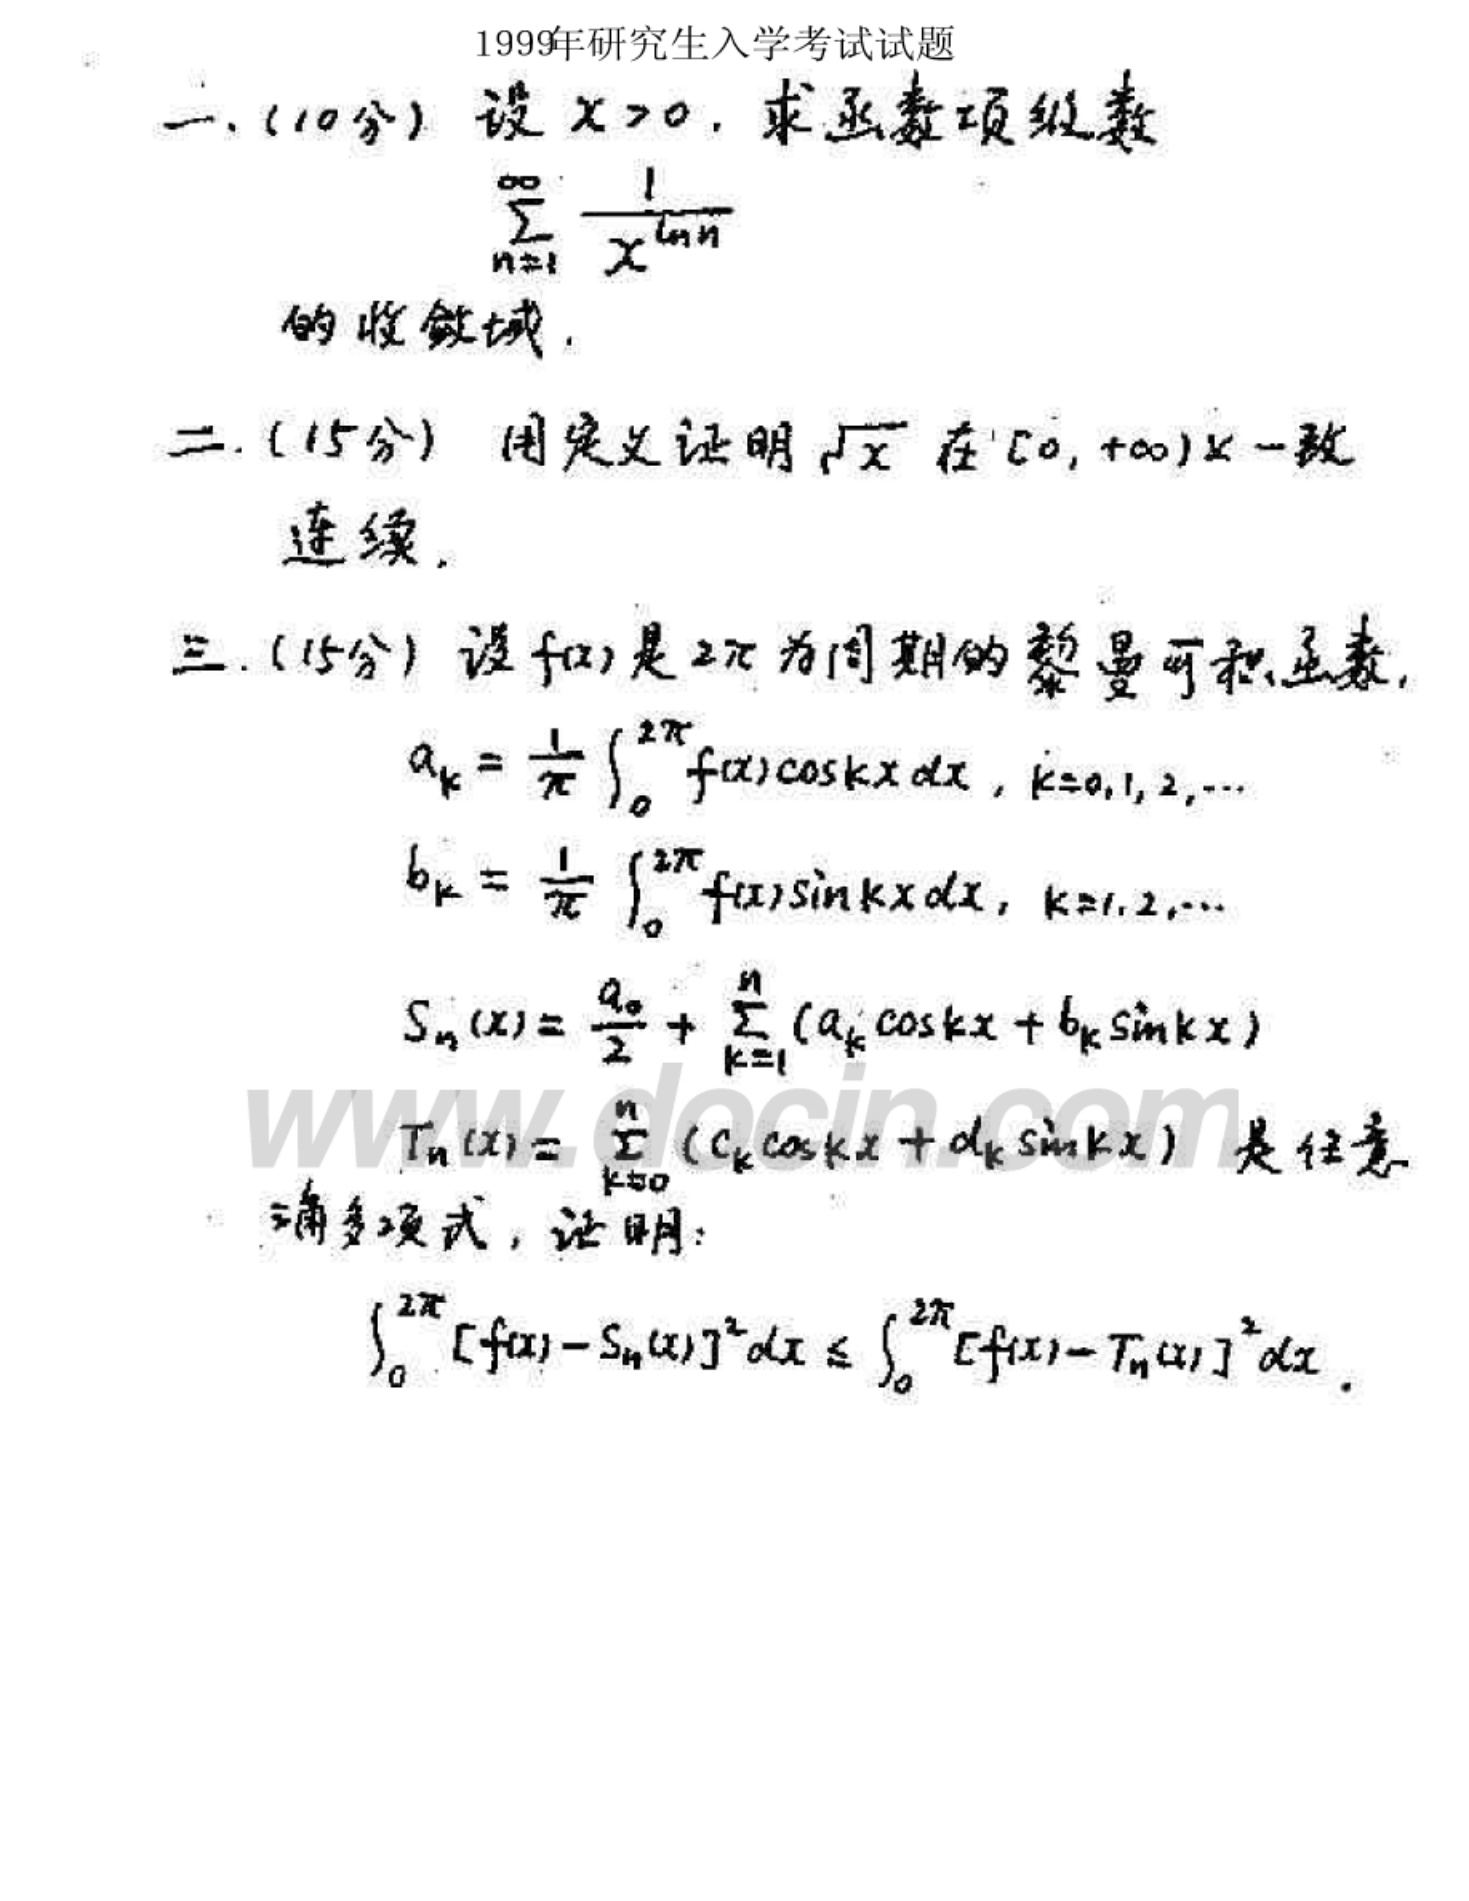 1999年研究生入学考试试题
一.(10分) 设 x>0. 求函数项级数
∑_{n=1}^{∞} 1/x^{ln n}
的收敛域.
二.(15分) 用定义证明 √x 在 [0, +∞) 上一致
连续.
三.(15分) 设 f(x) 是 2π 为周期的黎曼可积函数,
a_k = 1/π ∫_0^{2π} f(x) cos kx dx, k=0,1,2,…
b_k = 1/π ∫_0^{2π} f(x) sin kx dx, k=1,2,…
S_n(x) = a_0/2 + ∑_{k=1}^{n} (a_k cos kx + b_k sin kx)
www.docin.com
T_n(x) = ∑_{k=0}^{n} (c_k cos kx + d_k sin kx) 是任意
三角多项式, 证明:
∫_0^{2π} [f(x) - S_n(x)]^2 dx ≤ ∫_0^{2π} [f(x) - T_n(x)]^2 dx.